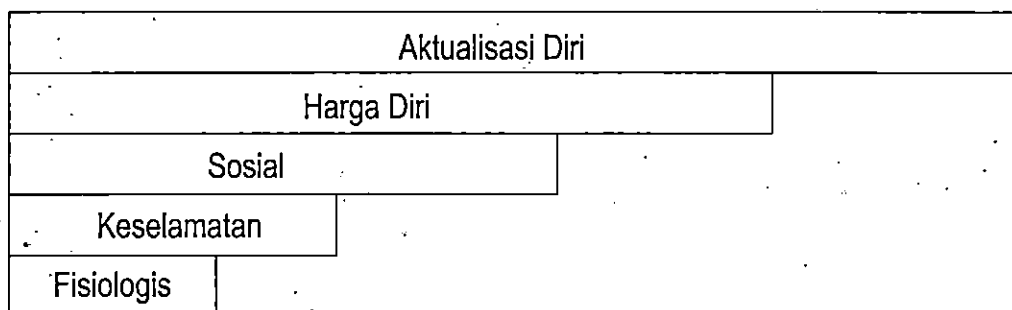 Aktualisasi Diri
Harga Diri
Sosial
Keselamatan
Fisiologis